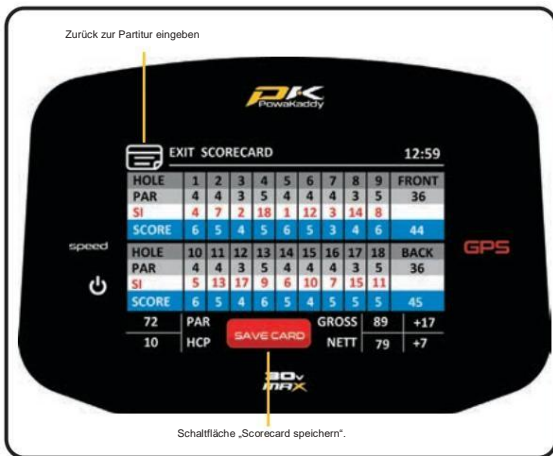 Zurück zur Partitur eingeben
PK
PowaKaddy
EXIT SCORECARD 12:59
HOLE 1 2 3 4 5 6 7 8 9 FRONT
PAR 4 4 3 5 4 4 4 3 5 36
SI 4 7 2 18 1 12 3 14 8
SCORE 6 5 4 5 6 5 3 4 6 44
HOLE 10 11 12 13 14 15 16 17 18 BACK
PAR 4 4 3 5 4 4 4 3 5 36
SI 5 13 17 9 6 10 7 15 11
SCORE 6 5 4 6 5 4 5 5 5 45
72 PAR SAVE CARD GROSS 89 +17
10 HCP NETT 79 +7
speed
GPS
30v
MAX
Schaltfläche „Scorecard speichern“.